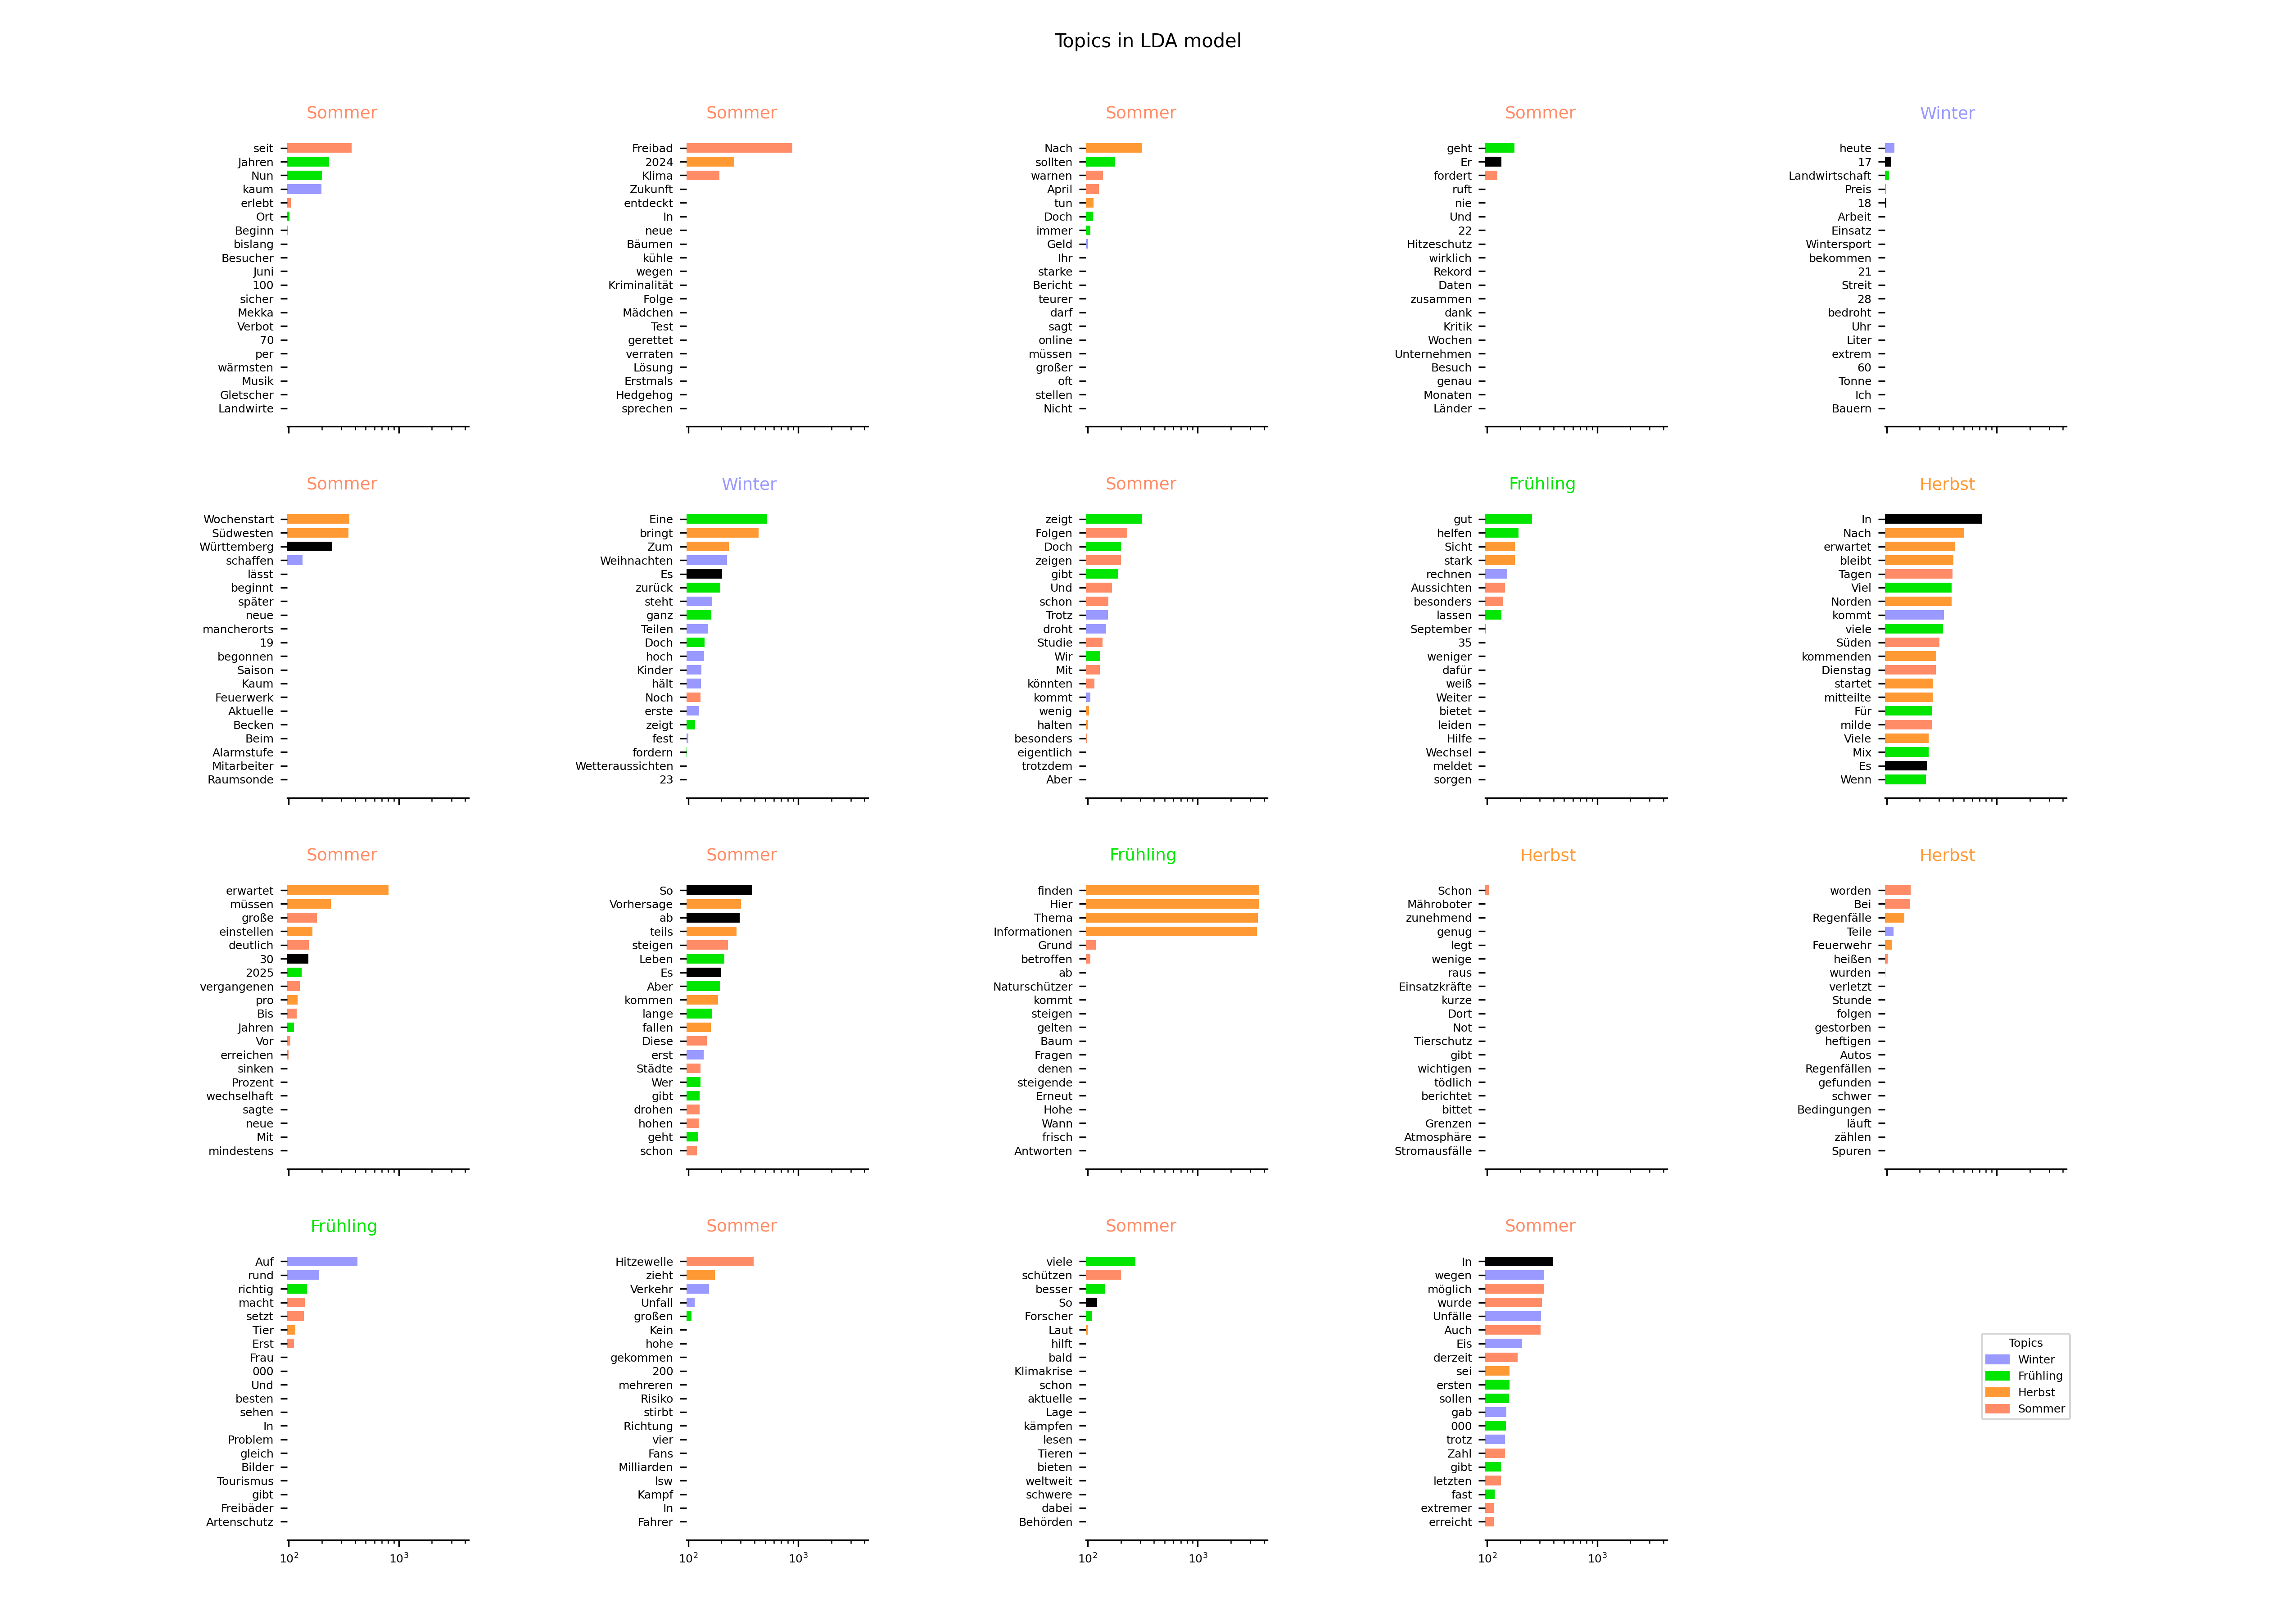 Topics in LDA model
Sommer
seit
Jahren
Nun
kaum
erlebt
Ort
Beginn
bislang
Besucher
Juni
100
sicher
Mekka
Verbot
70
per
wärmsten
Musik
Gletscher
Landwirte
Sommer
Freibad
2024
Klima
Zukunft
entdeckt
In
neue
Bäumen
kühle
wegen
Kriminalität
Folge
Mädchen
Test
gerettet
verraten
Lösung
Erstmals
Hedgehog
sprechen
Sommer
Nach
sollten
warnen
April
tun
Doch
immer
Geld
Ihr
starke
Bericht
teurer
darf
sagt
online
müssen
großer
oft
stellen
Nicht
Sommer
geht
Er
fordert
ruft
nie
Und
22
Hitzeschutz
wirklich
Rekord
Daten
zusammen
dank
Kritik
Wochen
Unternehmen
Besuch
genau
Monaten
Länder
Winter
heute
17
Landwirtschaft
Preis
18
Arbeit
Einsatz
Wintersport
bekommen
21
Streit
28
bedroht
Uhr
Liter
extrem
60
Tonne
Ich
Bauern
Sommer
Wochenstart
Südwesten
Württemberg
schaffen
lässt
beginnt
später
neue
mancherorts
19
begonnen
Saison
Kaum
Feuerwerk
Aktuelle
Becken
Beim
Alarmstufe
Mitarbeiter
Raumsonde
Winter
Eine
bringt
Zum
Weihnachten
Es
zurück
steht
ganz
Teilen
Doch
hoch
Kinder
hält
Noch
erste
zeigt
fest
fordern
Wetteraussichten
23
Sommer
zeigt
Folgen
Doch
zeigen
gibt
Und
schon
Trotz
droht
Studie
Wir
Mit
könnten
kommt
wenig
halten
besonders
eigentlich
trotzdem
Aber
Frühling
gut
helfen
Sicht
stark
rechnen
Aussichten
besonders
lassen
September
35
weniger
dafür
weiß
Weiter
bietet
leiden
Hilfe
Wechsel
meldet
sorgen
Herbst
In
Nach
erwartet
bleibt
Tagen
Viel
Norden
kommt
viele
Süden
kommenden
Dienstag
startet
mitteilte
Für
milde
Viele
Mix
Es
Wenn
Sommer
erwartet
müssen
große
einstellen
deutlich
30
2025
vergangenen
pro
Bis
Jahren
Vor
erreichen
sinken
Prozent
wechselhaft
sagte
neue
Mit
mindestens
Sommer
So
Vorhersage
ab
teils
steigen
Leben
Es
Aber
kommen
lange
fallen
Diese
erst
Städte
Wer
gibt
drohen
hohen
geht
schon
Frühling
finden
Hier
Thema
Informationen
Grund
betroffen
ab
Naturschützer
kommt
steigen
gelten
Baum
Fragen
denen
steigende
Erneut
Hohe
Wann
frisch
Antworten
Herbst
Schon
Mähroboter
zunehmend
genug
legt
wenige
raus
Einsatzkräfte
kurze
Dort
Not
Tierschutz
gibt
wichtigen
tödlich
berichtet
bittet
Grenzen
Atmosphäre
Stromausfälle
Herbst
worden
Bei
Regenfälle
Teile
Feuerwehr
heißen
wurden
verletzt
Stunde
folgen
gestorben
heftigen
Autos
Regenfällen
gefunden
schwer
Bedingungen
läuft
zählen
Spuren
Frühling
Auf
rund
richtig
macht
setzt
Tier
Erst
Frau
000
Und
besten
sehen
In
Problem
gleich
Bilder
Tourismus
gibt
Freibäder
Artenschutz
10² 10³
Sommer
Hitzewelle
zieht
Verkehr
Unfall
großen
Kein
hohe
gekommen
200
mehreren
Risiko
stirbt
Richtung
vier
Fans
Milliarden
lsw
Kampf
In
Fahrer
10² 10³
Sommer
viele
schützen
besser
So
Forscher
Laut
hilft
bald
Klimakrise
schon
aktuelle
Lage
kämpfen
lesen
Tieren
bieten
weltweit
schwere
dabei
Behörden
10² 10³
Sommer
In
wegen
möglich
wurde
Unfälle
Auch
Eis
derzeit
sei
ersten
sollen
gab
000
trotz
Zahl
gibt
letzten
fast
extremer
erreicht
10² 10³
Topics
Winter
Frühling
Herbst
Sommer